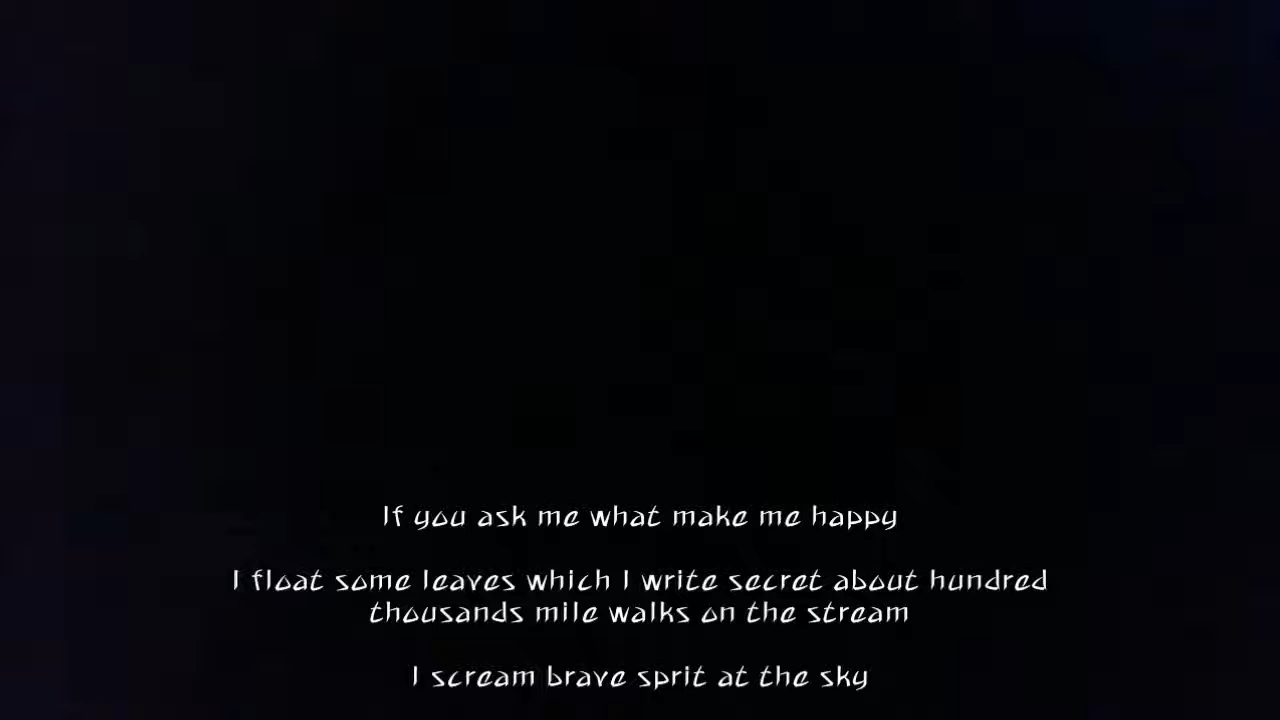 If you ask me what make me happy
I float some leaves which I write secret about hundred
thousands mile walks on the stream
I scream brave sprit at the sky